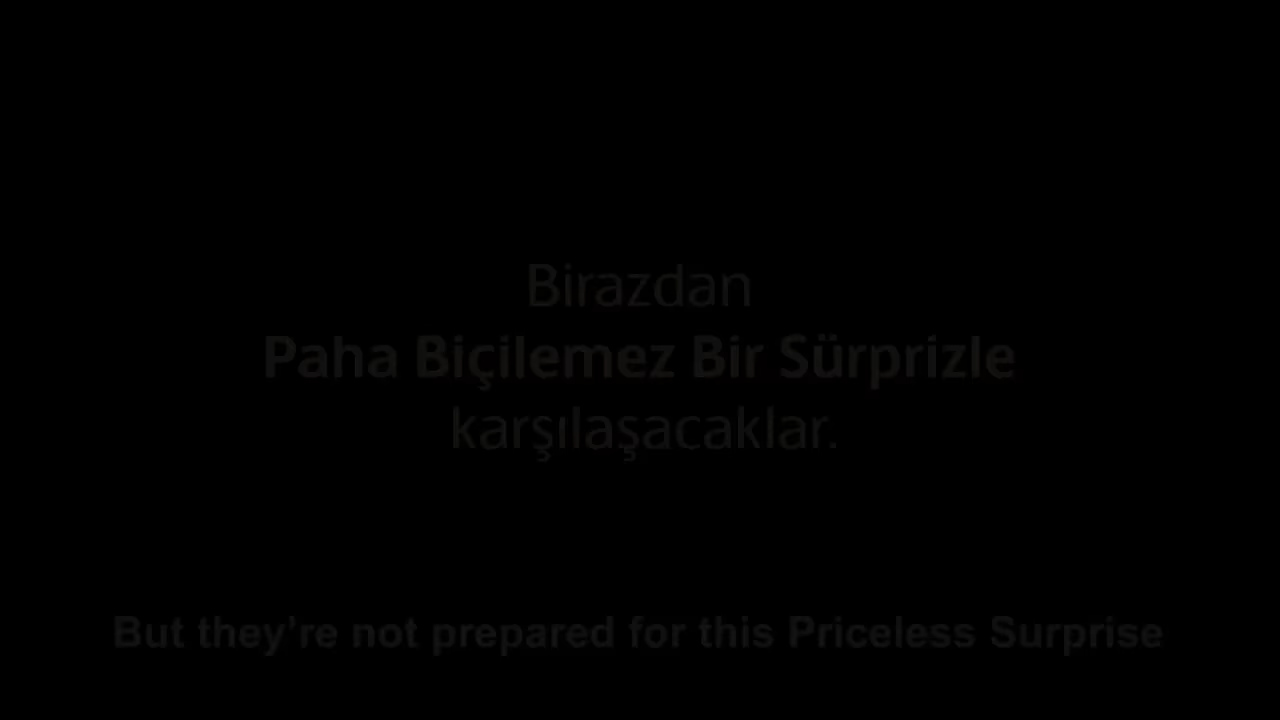 Birazdan
Paha Biçilemez Bir Sürprizle
karşılaşacaklar.
But they're not prepared for this Priceless Surprise